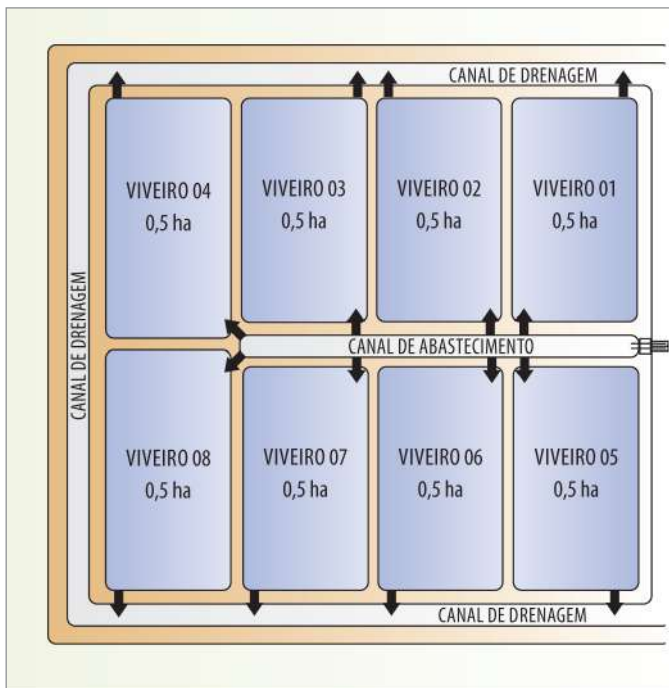 CANAL DE DRENAGEM
VIVEIRO 04
0,5 ha
VIVEIRO 03
0,5 ha
VIVEIRO 02
0,5 ha
VIVEIRO 01
0,5 ha
CANAL DE DRENAGEM
CANAL DE ABASTECIMENTO
VIVEIRO 08
0,5 ha
VIVEIRO 07
0,5 ha
VIVEIRO 06
0,5 ha
VIVEIRO 05
0,5 ha
CANAL DE DRENAGEM